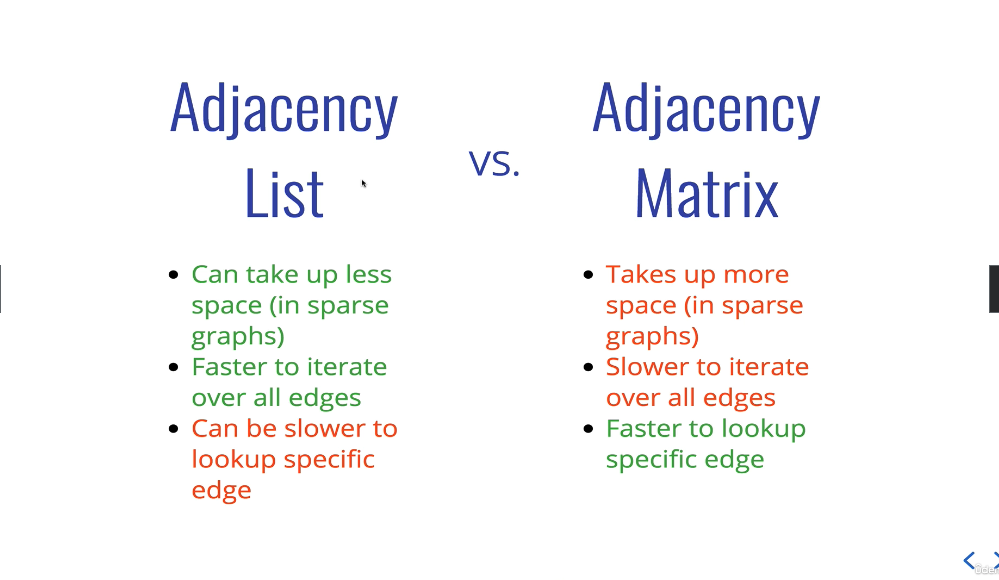 Adjacency
List
vs.
Adjacency
Matrix
Can take up less
space (in sparse
graphs)
Faster to iterate
over all edges
Can be slower to
lookup specific
edge
Takes up more
space (in sparse
graphs)
Slower to iterate
over all edges
Faster to lookup
specific edge